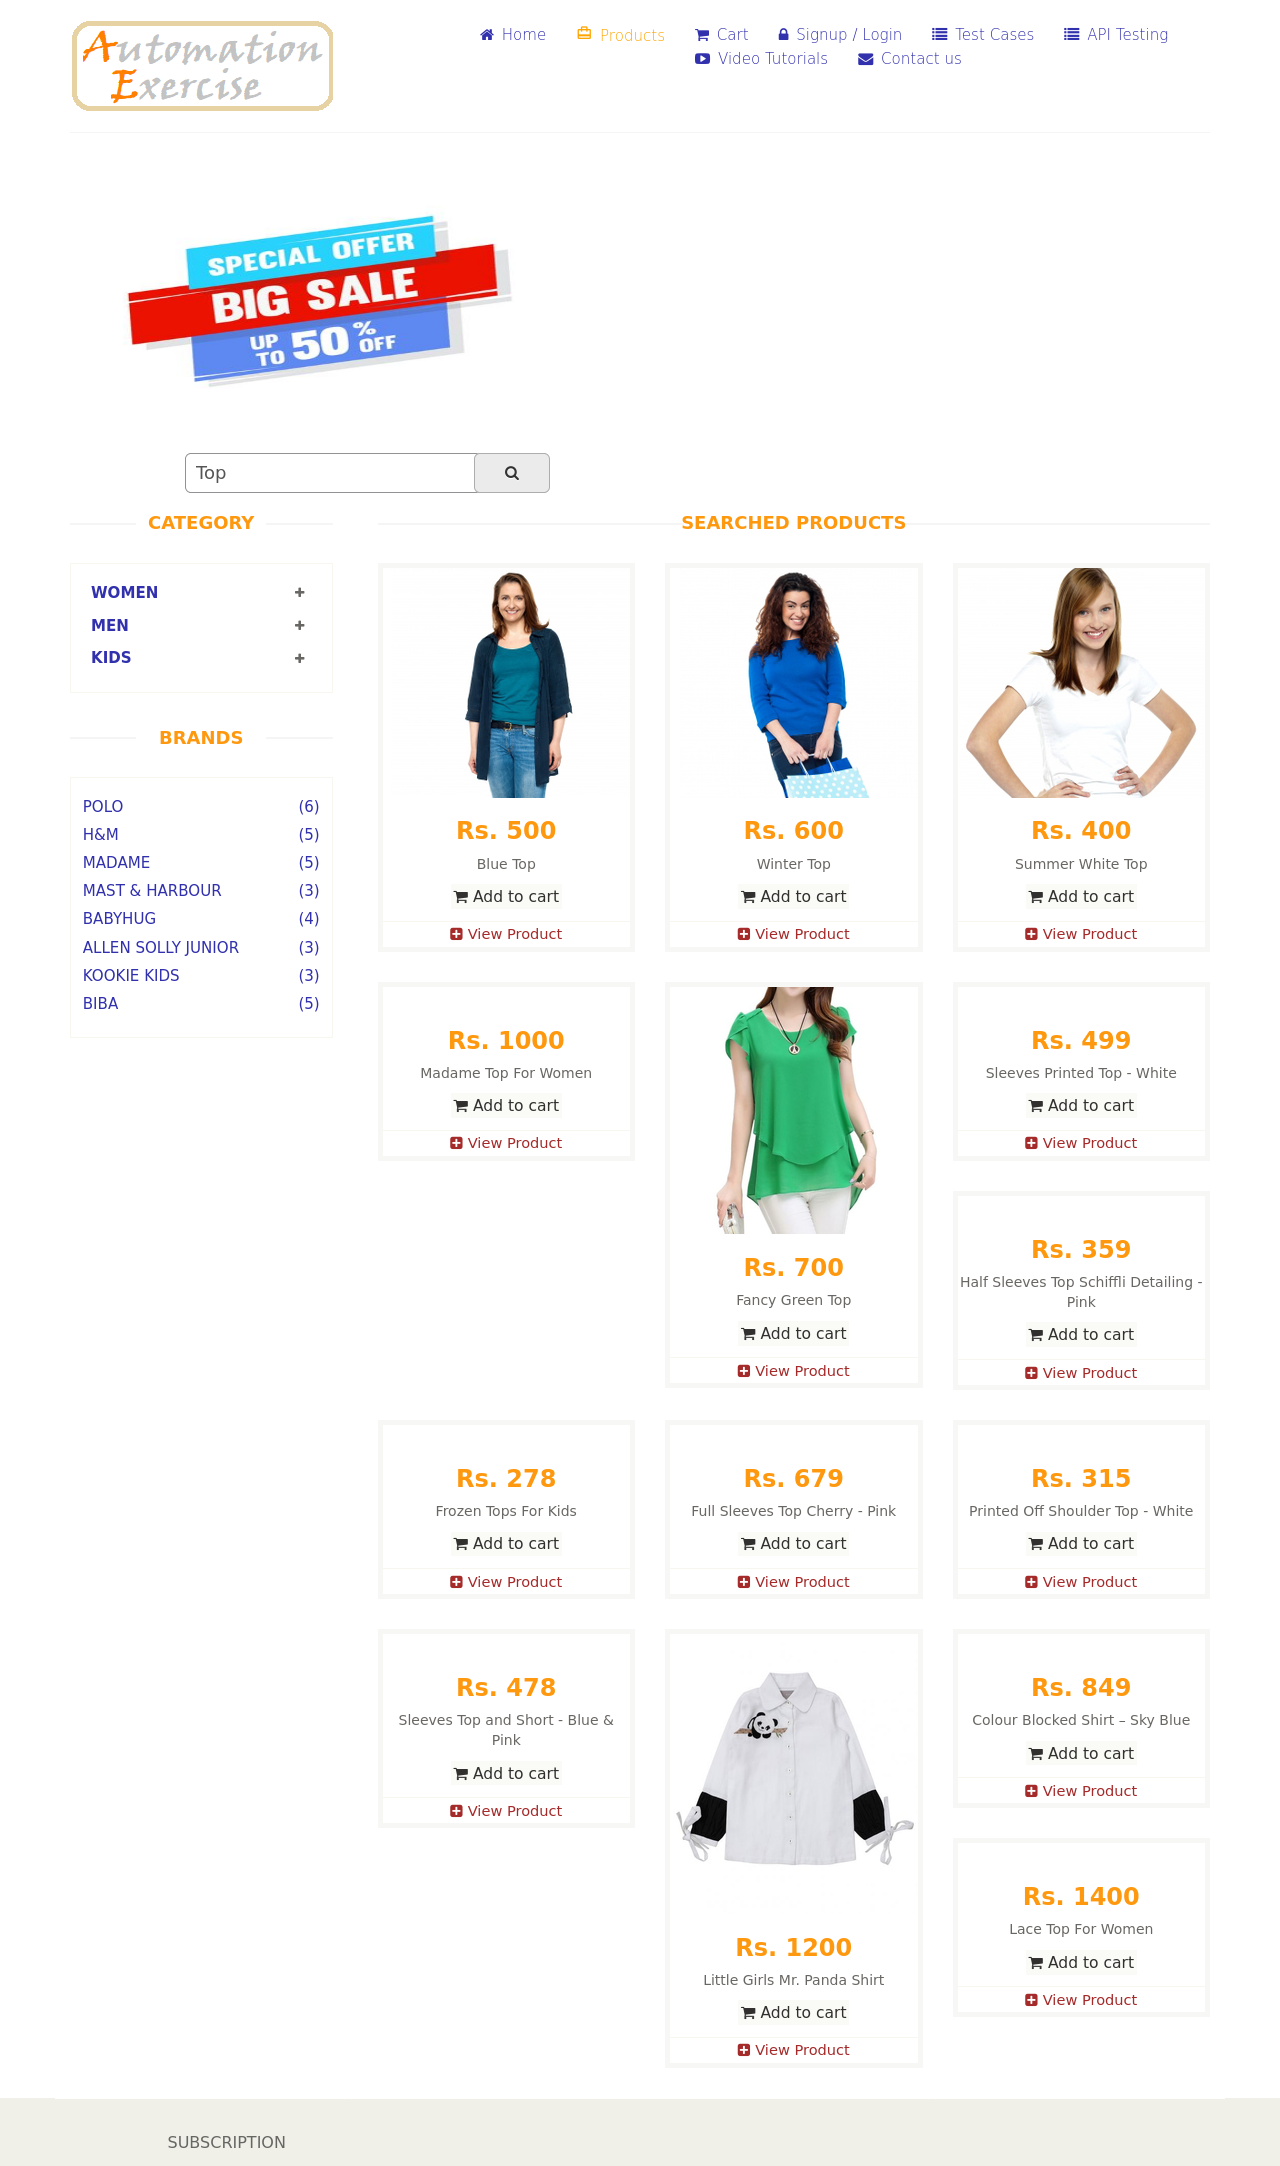 Automation
Exercise
Home
Products
Cart
Signup / Login
Test Cases
API Testing
Video Tutorials
Contact us
SPECIAL OFFER
BIG SALE
UP TO 50% OFF
Top
CATEGORY
WOMEN
MEN
KIDS
BRANDS
POLO (6)
H&M (5)
MADAME (5)
MAST & HARBOUR (3)
BABYHUG (4)
ALLEN SOLLY JUNIOR (3)
KOOKIE KIDS (3)
BIBA (5)
SEARCHED PRODUCTS
Rs. 500
Blue Top
Add to cart
View Product
Rs. 600
Winter Top
Add to cart
View Product
Rs. 400
Summer White Top
Add to cart
View Product
Rs. 1000
Madame Top For Women
Add to cart
View Product
Rs. 700
Fancy Green Top
Add to cart
View Product
Rs. 499
Sleeves Printed Top - White
Add to cart
View Product
Rs. 359
Half Sleeves Top Schiffli Detailing -
Pink
Add to cart
View Product
Rs. 278
Frozen Tops For Kids
Add to cart
View Product
Rs. 679
Full Sleeves Top Cherry - Pink
Add to cart
View Product
Rs. 315
Printed Off Shoulder Top - White
Add to cart
View Product
Rs. 478
Sleeves Top and Short - Blue &
Pink
Add to cart
View Product
Rs. 1200
Little Girls Mr. Panda Shirt
Add to cart
View Product
Rs. 849
Colour Blocked Shirt – Sky Blue
Add to cart
View Product
Rs. 1400
Lace Top For Women
Add to cart
View Product
SUBSCRIPTION